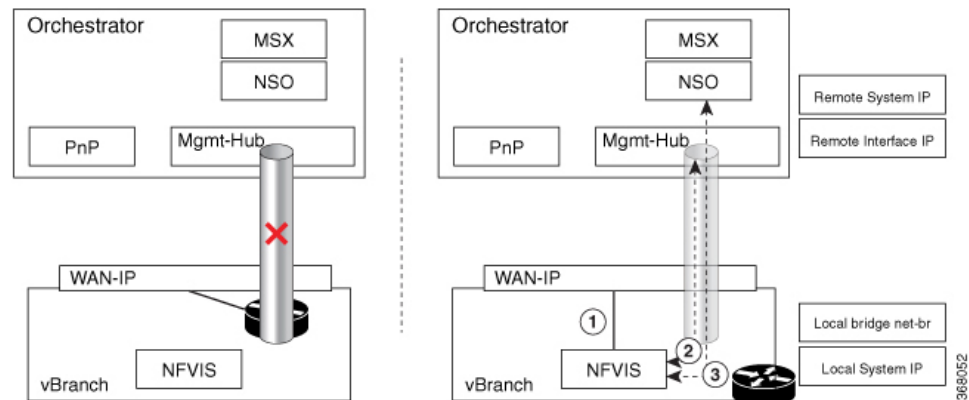 Orchestrator
MSX
NSO
PnP
Mgmt-Hub
WAN-IP
NFVIS
vBranch
Orchestrator
MSX
NSO
PnP
Mgmt-Hub
Remote System IP
Remote Interface IP
WAN-IP
1
2
3
NFVIS
vBranch
Local bridge net-br
Local System IP
368052